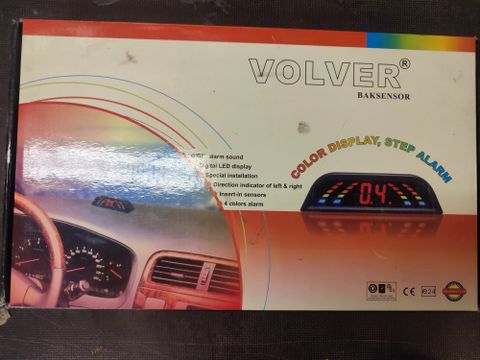 VOLVER®
BAKSENSOR
COLOR DISPLAY, STEP ALARM
alarm sound
Digital LED display
Special installation
Direction indicator of left & right
Insert-in sensors
4 colors alarm
0.4.
CE
e24